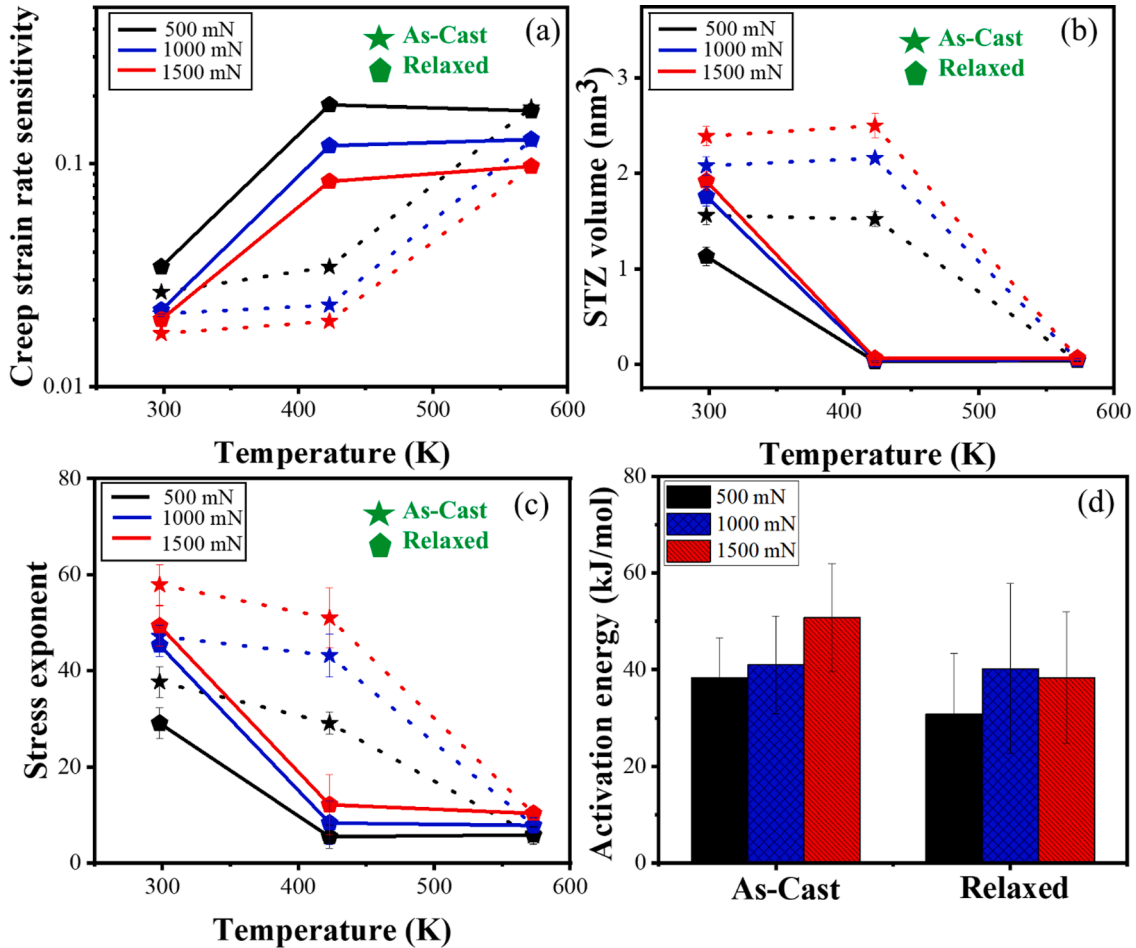 500 mN
1000 mN
1500 mN
As-Cast
Relaxed
(a)
Creep strain rate sensitivity
0.1
0.01
300
400
500
600
Temperature (K)
500 mN
1000 mN
1500 mN
As-Cast
Relaxed
(b)
STZ volume (nm³)
3
2
1
0
300
400
500
600
Temperature (K)
500 mN
1000 mN
1500 mN
As-Cast
Relaxed
(c)
Stress exponent
80
60
40
20
0
300
400
500
600
Temperature (K)
500 mN
1000 mN
1500 mN
(d)
Activation energy (kJ/mol)
80
60
40
20
0
As-Cast
Relaxed